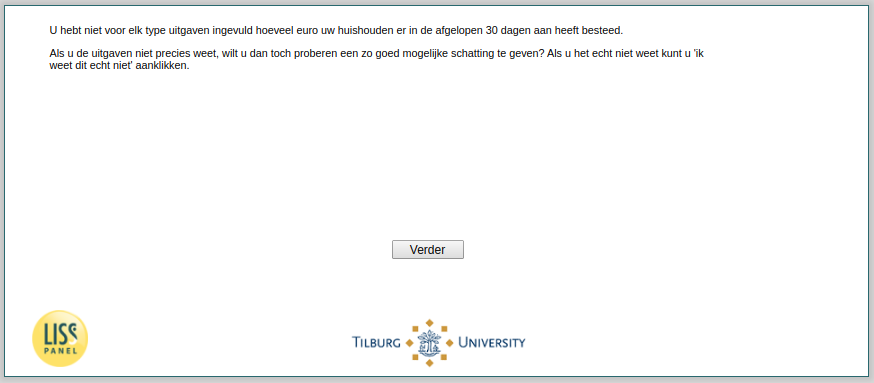 U hebt niet voor elk type uitgaven ingevuld hoeveel euro uw huishouden er in de afgelopen 30 dagen aan heeft besteed.
Als u de uitgaven niet precies weet, wilt u dan toch proberen een zo goed mogelijke schatting te geven? Als u het echt niet weet kunt u 'ik
weet dit echt niet' aanklikken.
Verder
LISS
PANEL
TILBURG UNIVERSITY